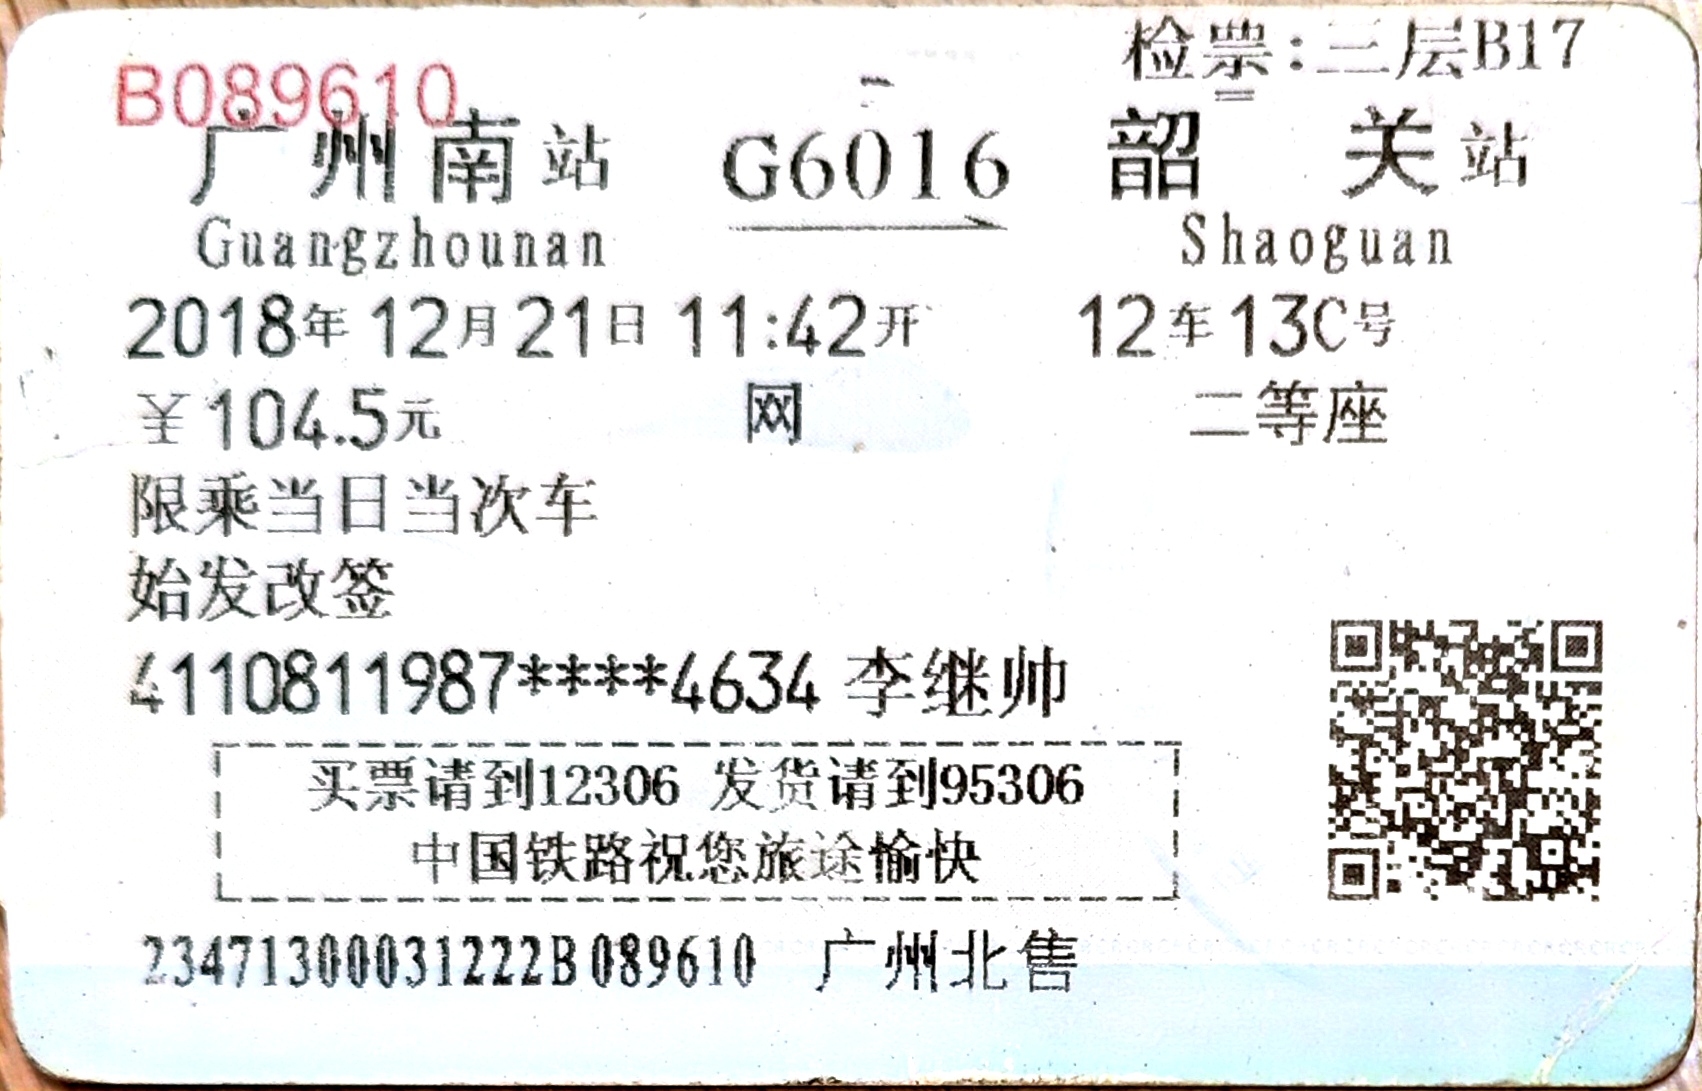 检票:三层B17
B089610
广州南站 G6016 韶关站
Guangzhounan Shaoguan
2018年12月21日11:42开 12车13C号
¥104.5元 网 二等座
限乘当日当次车
始发改签
4110811987****4634 李继帅
买票请到12306 发货请到95306
中国铁路祝您旅途愉快
23471300031222B089610 广州北售